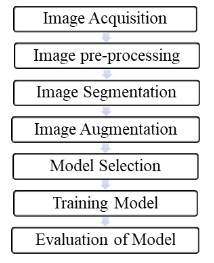 Image Acquisition
Image pre-processing
Image Segmentation
Image Augmentation
Model Selection
Training Model
Evaluation of Model